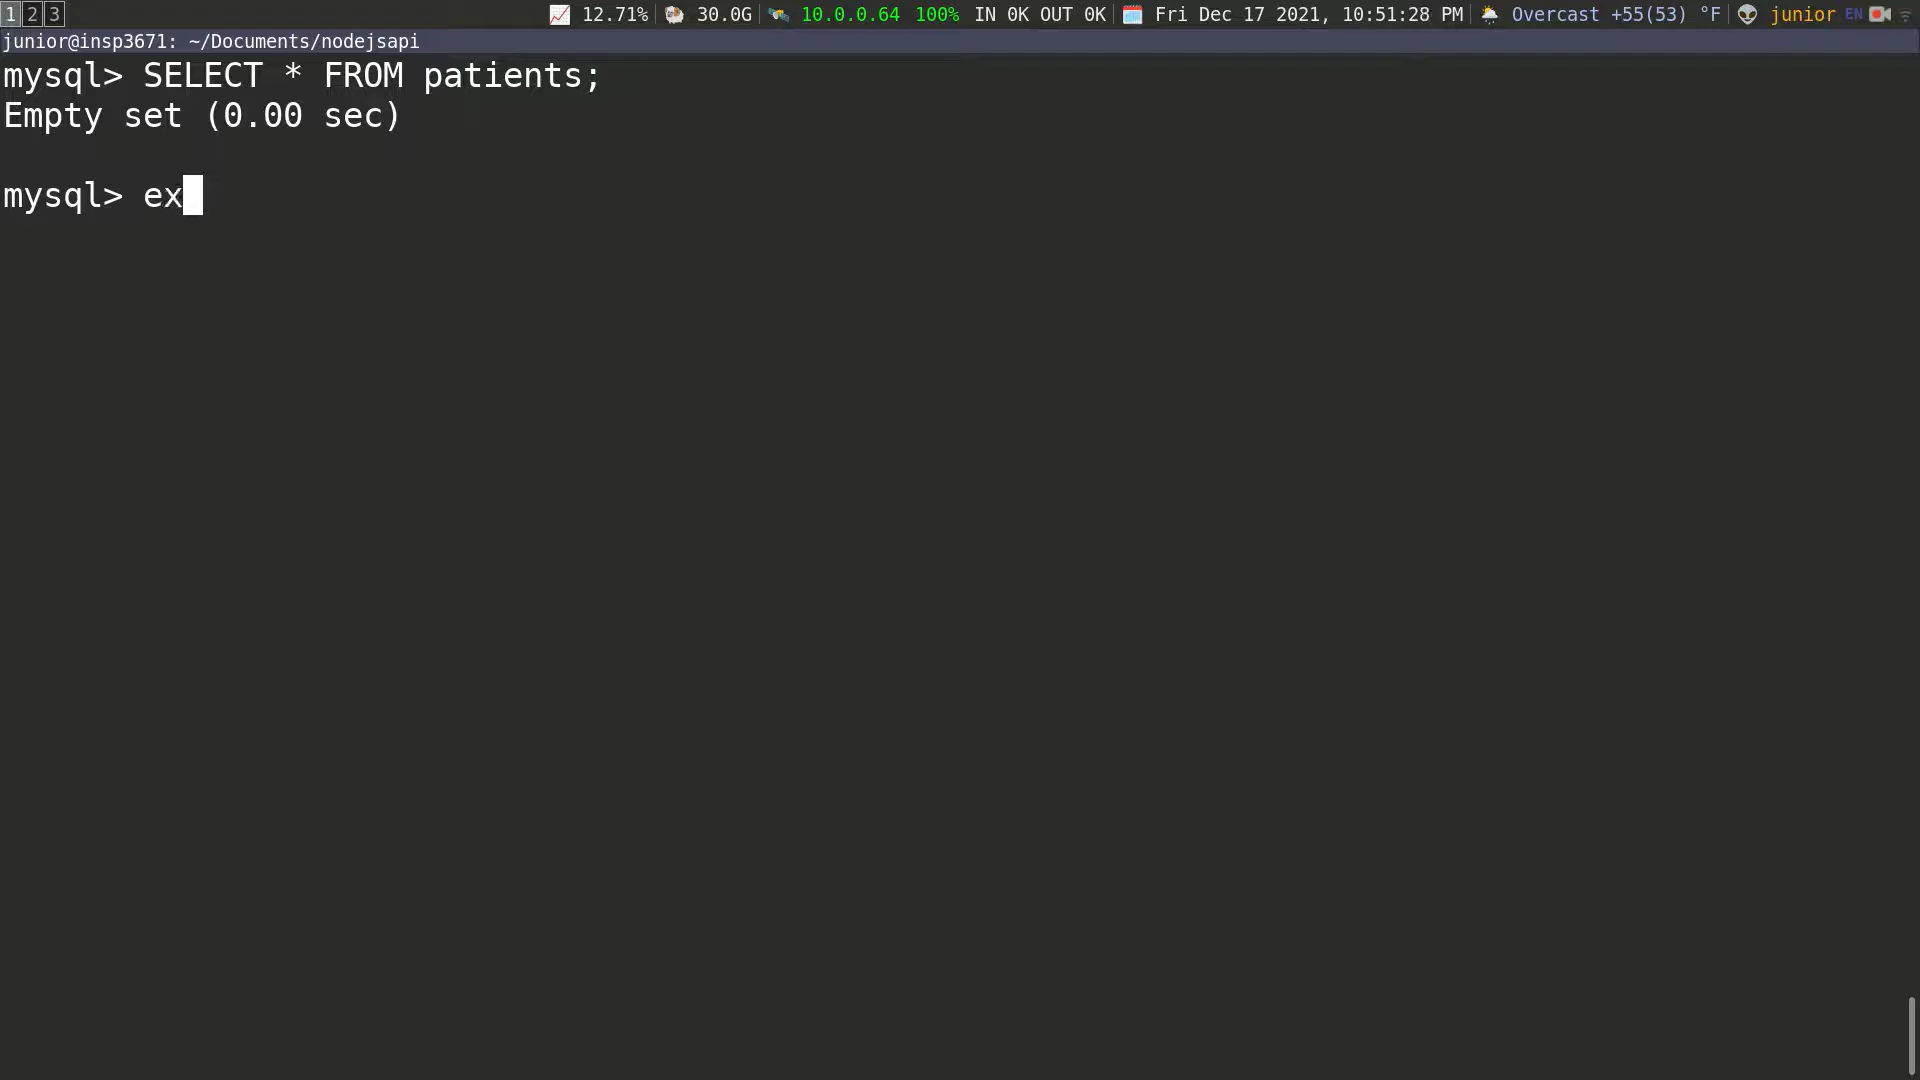 1 2 3 12.71% 30.0G 10.0.0.64 100% IN 0K OUT 0K Fri Dec 17 2021, 10:51:28 PM Overcast +55(53) °F junior EN
junior@insp3671: ~/Documents/nodejsapi
mysql> SELECT * FROM patients;
Empty set (0.00 sec)
mysql> ex